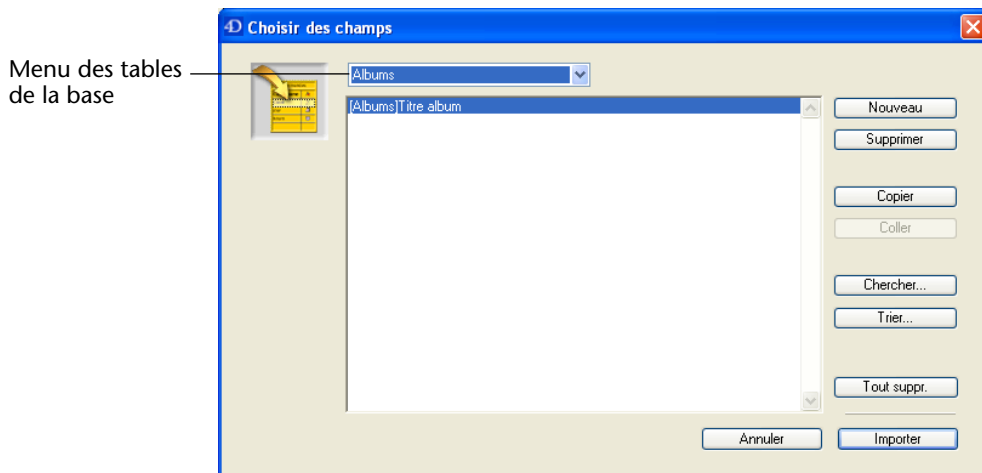 4D Choisir des champs
Menu des tables
de la base
Albums
[Albums]Titre album
Nouveau
Supprimer
Copier
Coller
Chercher...
Trier...
Tout suppr.
Annuler
Importer